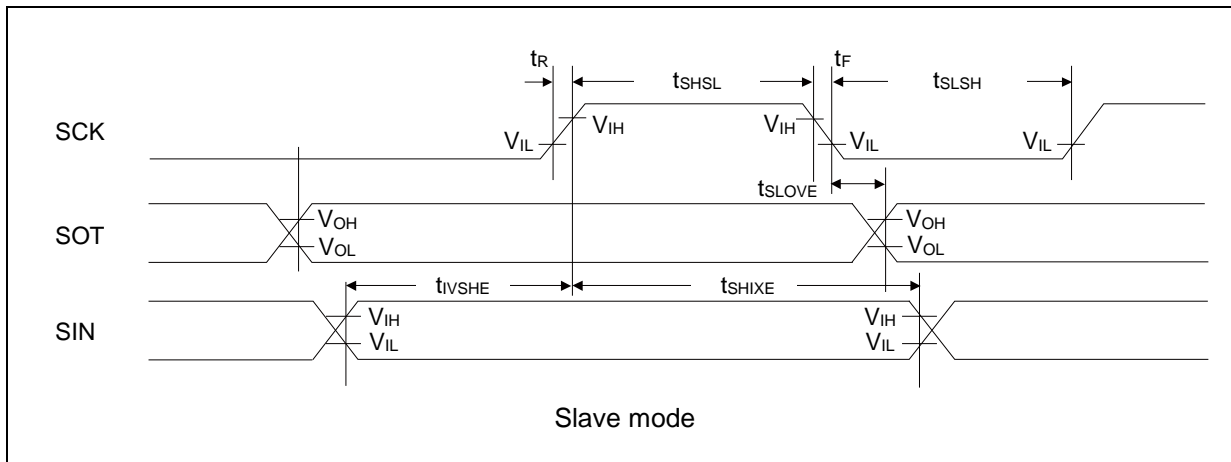 tR tSHSL tF tSLSH
SCK VIH VIH
VIL VIL VIL
tSLOVE
SOT VOH VOH
VOL VOL
tIVSHE tSHIXE
SIN VIH VIH
VIL VIL
Slave mode